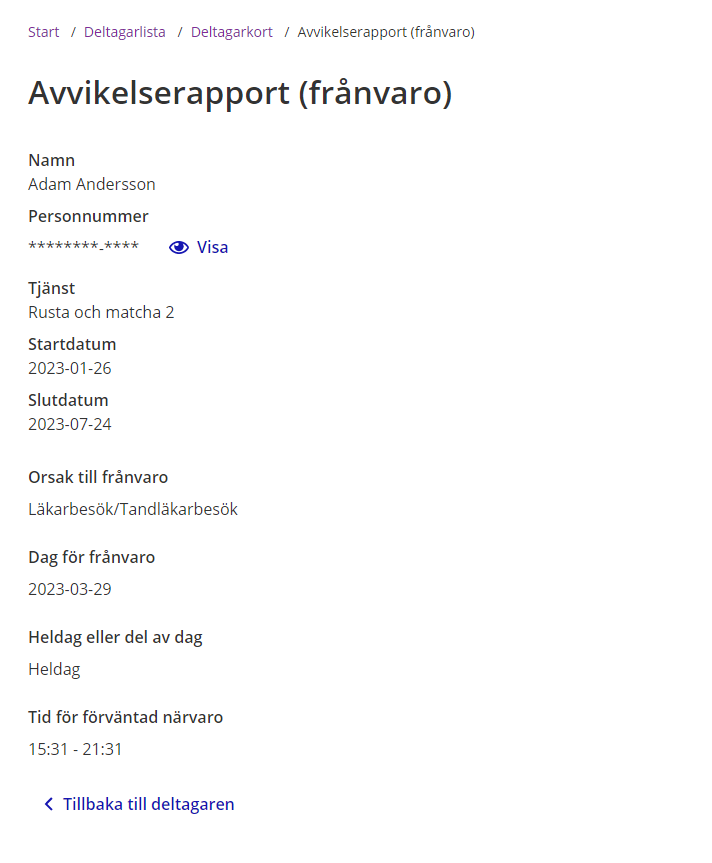 Start / Deltagarlista / Deltagarkort / Avvikelserapport (frånvaro)
Avvikelserapport (frånvaro)
Namn
Adam Andersson
Personnummer
********-**** Visa
Tjänst
Rusta och matcha 2
Startdatum
2023-01-26
Slutdatum
2023-07-24
Orsak till frånvaro
Läkarbesök/Tandläkarbesök
Dag för frånvaro
2023-03-29
Heldag eller del av dag
Heldag
Tid för förväntad närvaro
15:31 - 21:31
Tillbaka till deltagaren